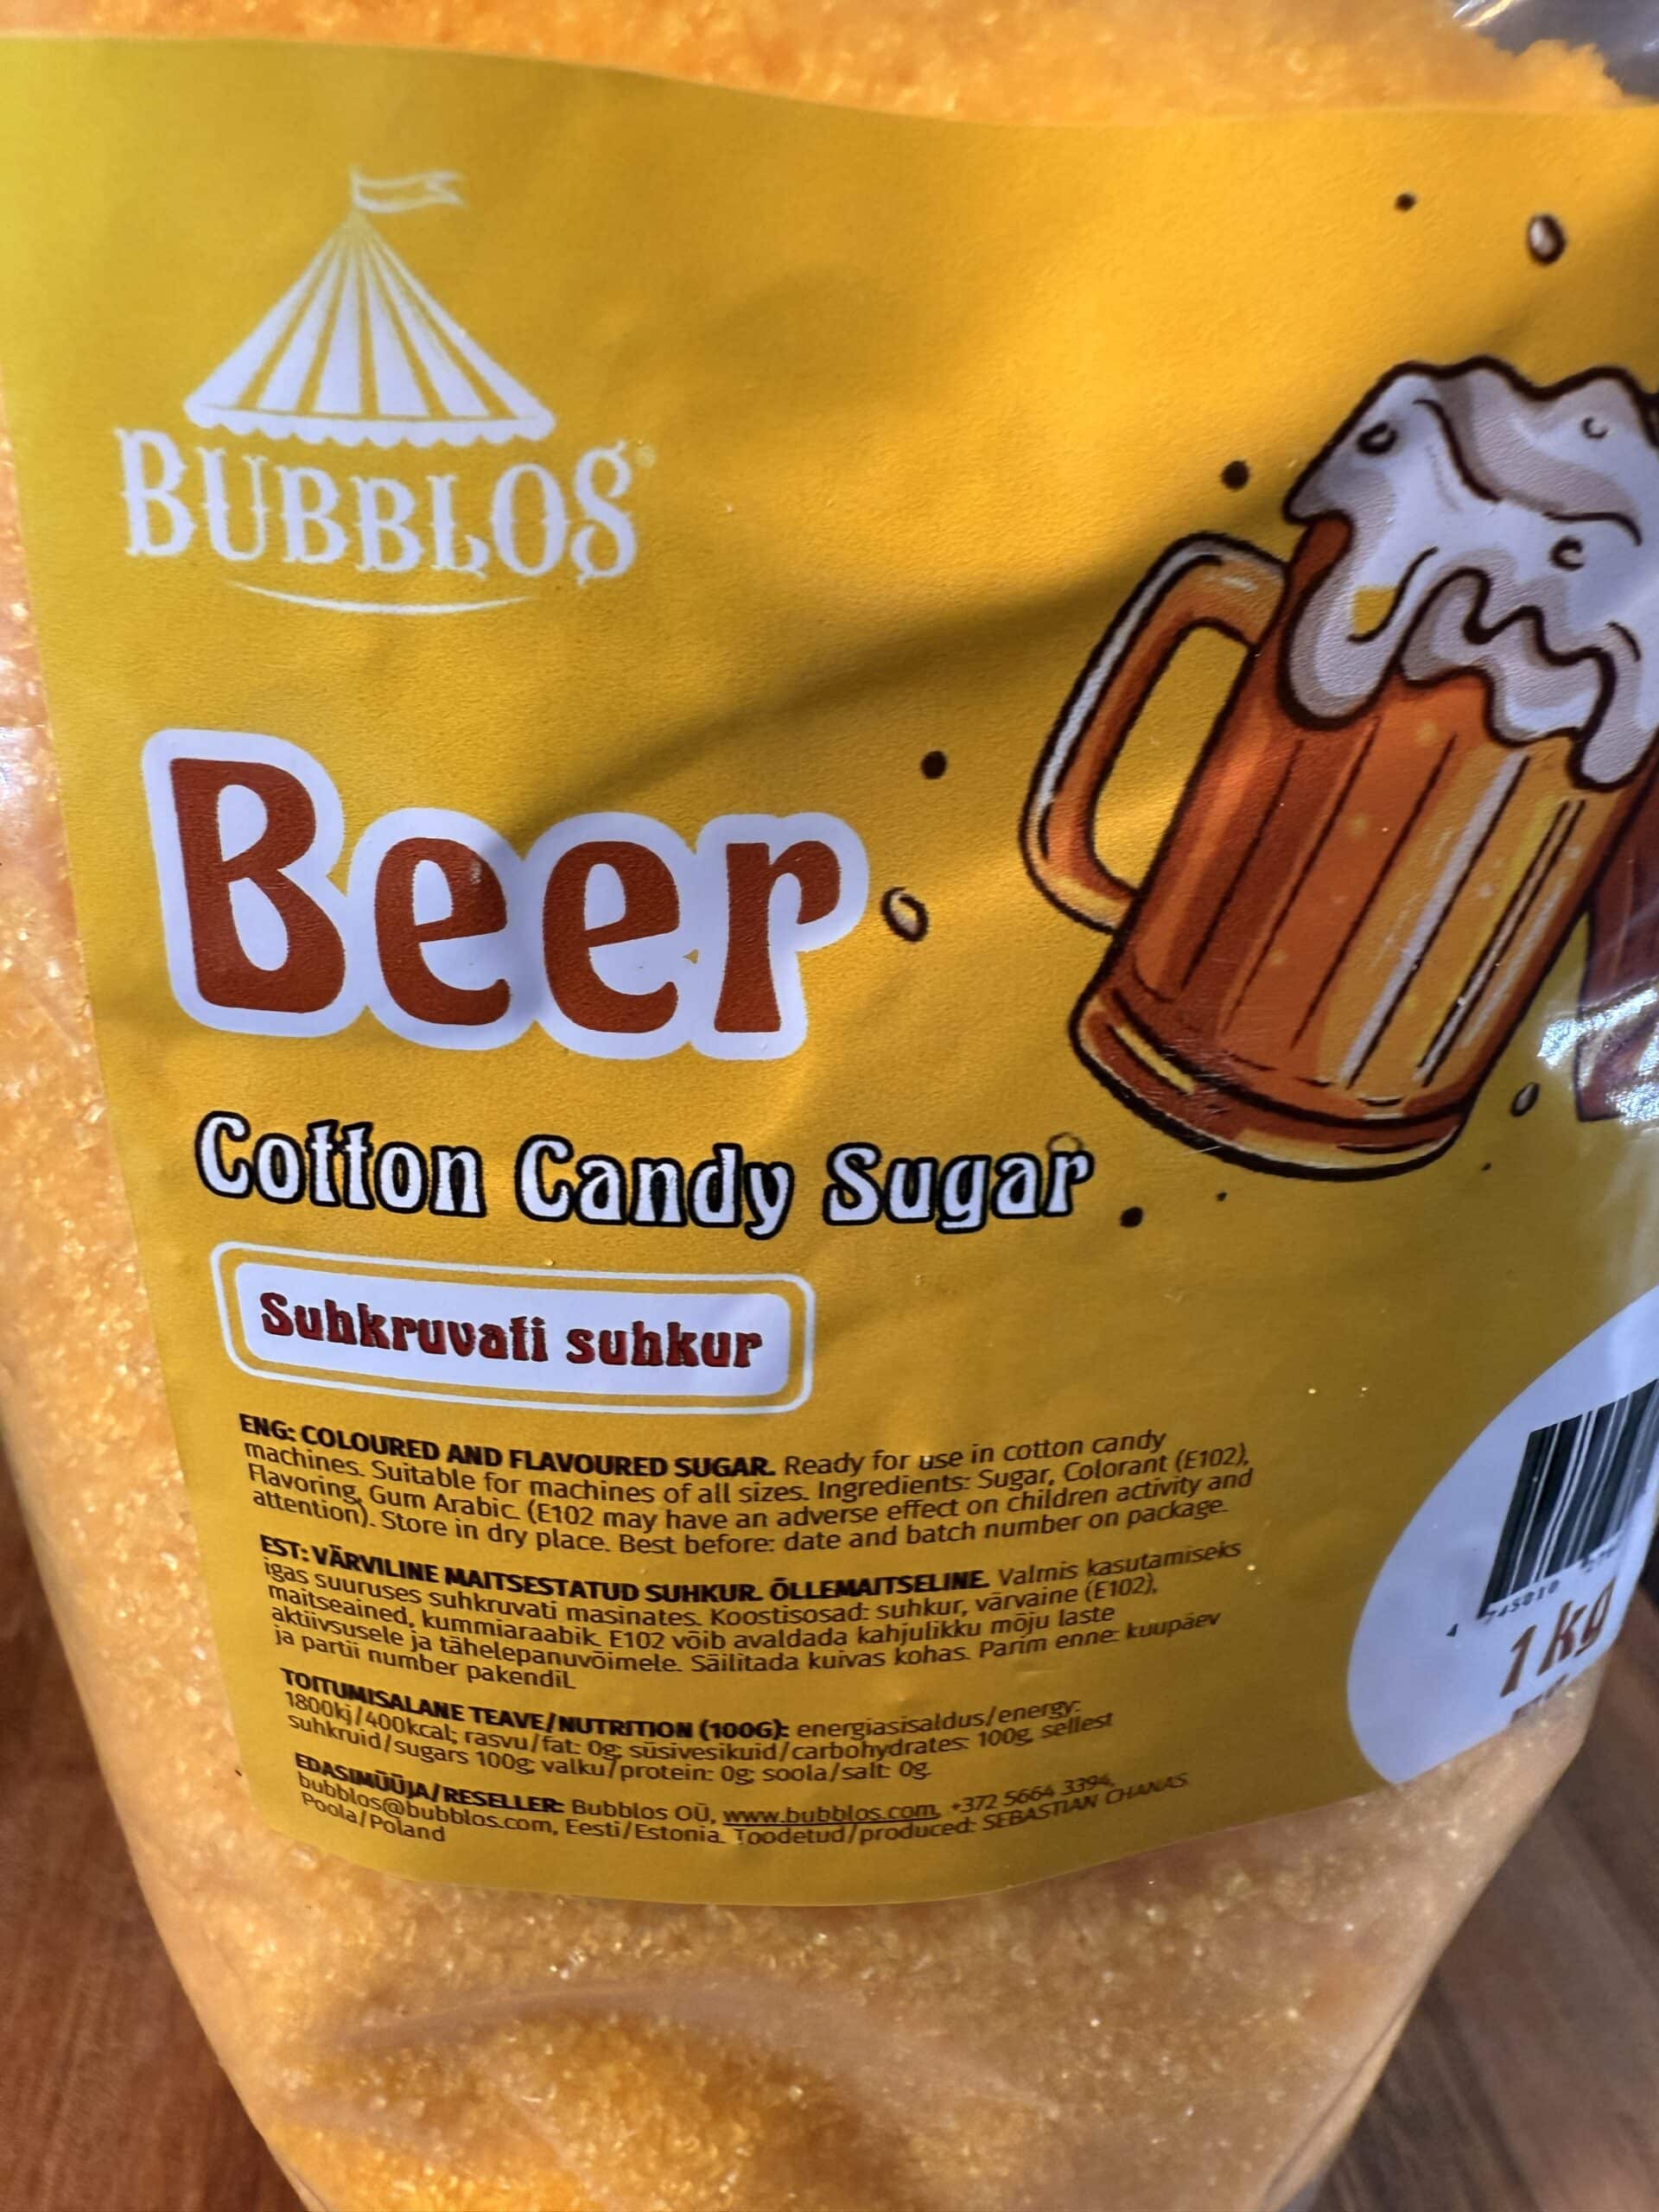 BUBBLOS
Beer
Cotton Candy Sugar
Suhkruvati suhkur
ENG: COLOURED AND FLAVOURED SUGAR. Ready for use in cotton candy
machines. Suitable for machines of all sizes. Ingredients: Sugar, Colorant (E102),
Flavoring, Gum Arabic. (E102 may have an adverse effect on children activity and
attention). Store in dry place. Best before: date and batch number on package.
EST: VÄRVILINE MAITSESTATUD SUHKUR. ÕLLEMAITSELINE. Valmis kasutamiseks
igas suuruses suhkruvati masinates. Koostisosad: suhkur, värvaine (E102),
maitseained, kummiaraabik. E102 võib avaldada kahjulikku mõju laste
aktiivsusele ja tähelepanuvõimele. Säilitada kuivas kohas. Parim enne: kuupäev
ja partii number pakendil.
TOITUMISALANE TEAVE/NUTRITION (100G): energiasisaldus/energy:
1800kj/400kcal; rasvu/fat: 0g; süsivesikuid/carbohydrates: 100g, sellest
suhkruid/sugars 100g; valku/protein: 0g; soola/salt: 0g.
EDASIMÜÜJA/RESELLER: Bubblos OÜ, www.bubblos.com, +372 5664 3394,
bubblos@bubblos.com, Eesti/Estonia. Toodetud/produced: SEBASTIAN CHANAS
Poola/Poland
4 745010
1 kg